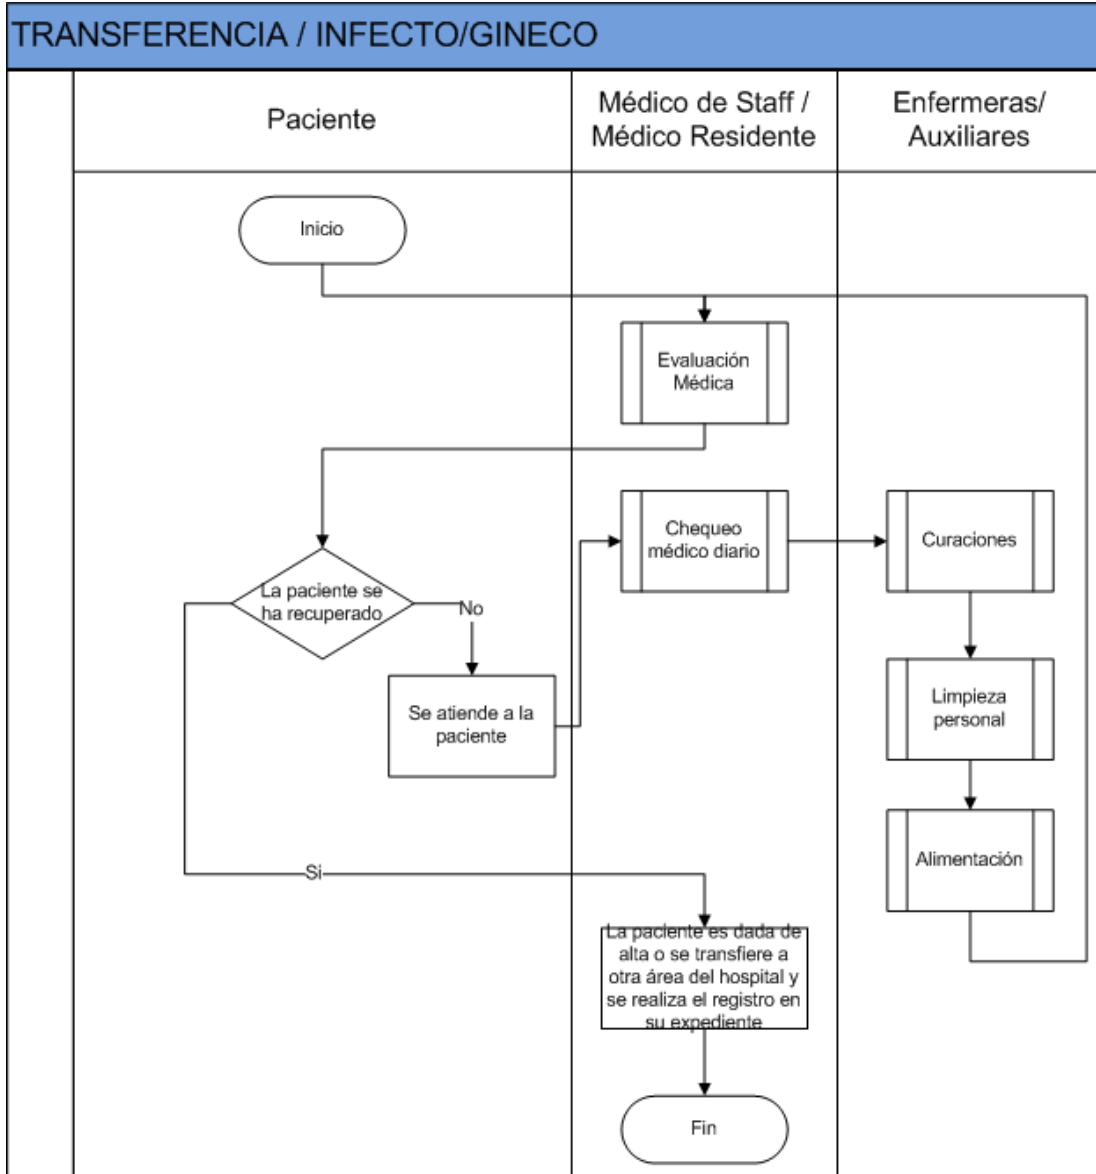 TRANSFERENCIA / INFECTO/GINECO
Paciente
Médico de Staff /
Médico Residente
Enfermeras/
Auxiliares
Inicio
Evaluación
Médica
Chequeo
médico diario
Curaciones
La paciente se
ha recuperado
No
Se atiende a la
paciente
Limpieza
personal
Alimentación
Si
La paciente es dada de
alta o se transfiere a
otra área del hospital y
se realiza el registro en
su expediente
Fin